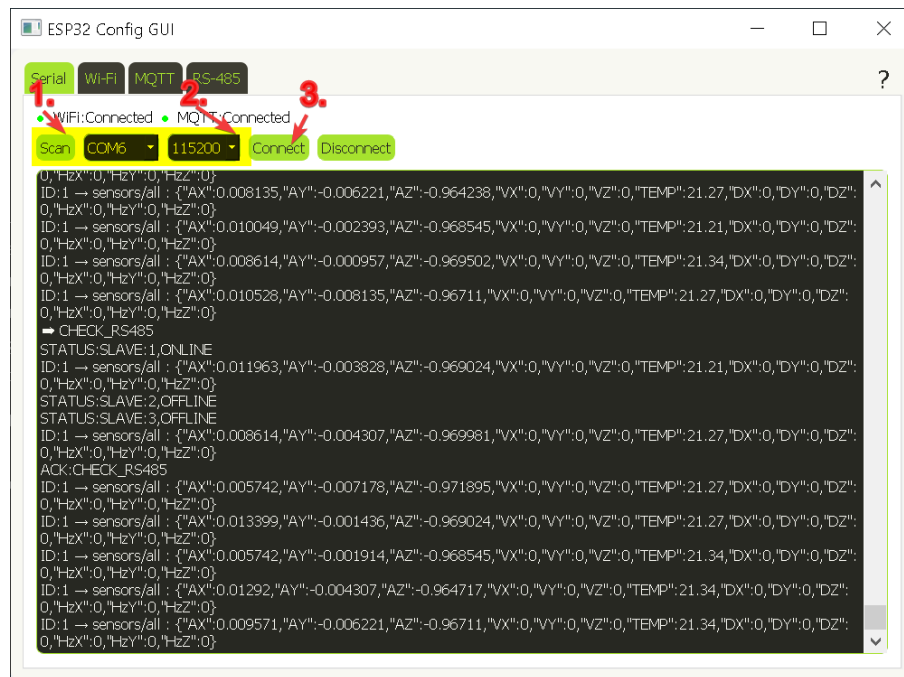 ESP32 Config GUI
Serial Wi-Fi MQTT RS-485 ?
1. 2. 3.
WiFi:Connected MQTT:Connected
Scan COM6 115200 Connect Disconnect
0,"HzX":0,"HzY":0,"HzZ":0}
ID:1 → sensors/all : {"AX":0.008135,"AY":-0.006221,"AZ":-0.964238,"VX":0,"VY":0,"VZ":0,"TEMP":21.27,"DX":0,"DY":0,"DZ":
0,"HzX":0,"HzY":0,"HzZ":0}
ID:1 → sensors/all : {"AX":0.010049,"AY":-0.002393,"AZ":-0.968545,"VX":0,"VY":0,"VZ":0,"TEMP":21.21,"DX":0,"DY":0,"DZ":
0,"HzX":0,"HzY":0,"HzZ":0}
ID:1 → sensors/all : {"AX":0.008614,"AY":-0.000957,"AZ":-0.969502,"VX":0,"VY":0,"VZ":0,"TEMP":21.34,"DX":0,"DY":0,"DZ":
0,"HzX":0,"HzY":0,"HzZ":0}
ID:1 → sensors/all : {"AX":0.010528,"AY":-0.008135,"AZ":-0.96711,"VX":0,"VY":0,"VZ":0,"TEMP":21.27,"DX":0,"DY":0,"DZ":
0,"HzX":0,"HzY":0,"HzZ":0}
➡ CHECK_RS485
STATUS:SLAVE:1,ONLINE
ID:1 → sensors/all : {"AX":0.011963,"AY":-0.003828,"AZ":-0.969024,"VX":0,"VY":0,"VZ":0,"TEMP":21.21,"DX":0,"DY":0,"DZ":
0,"HzX":0,"HzY":0,"HzZ":0}
STATUS:SLAVE:2,OFFLINE
STATUS:SLAVE:3,OFFLINE
ID:1 → sensors/all : {"AX":0.008614,"AY":-0.004307,"AZ":-0.969981,"VX":0,"VY":0,"VZ":0,"TEMP":21.27,"DX":0,"DY":0,"DZ":
0,"HzX":0,"HzY":0,"HzZ":0}
ACK:CHECK_RS485
ID:1 → sensors/all : {"AX":0.005742,"AY":-0.007178,"AZ":-0.971895,"VX":0,"VY":0,"VZ":0,"TEMP":21.27,"DX":0,"DY":0,"DZ":
0,"HzX":0,"HzY":0,"HzZ":0}
ID:1 → sensors/all : {"AX":0.013399,"AY":-0.001436,"AZ":-0.969024,"VX":0,"VY":0,"VZ":0,"TEMP":21.27,"DX":0,"DY":0,"DZ":
0,"HzX":0,"HzY":0,"HzZ":0}
ID:1 → sensors/all : {"AX":0.005742,"AY":-0.001914,"AZ":-0.968545,"VX":0,"VY":0,"VZ":0,"TEMP":21.34,"DX":0,"DY":0,"DZ":
0,"HzX":0,"HzY":0,"HzZ":0}
ID:1 → sensors/all : {"AX":0.01292,"AY":-0.004307,"AZ":-0.964717,"VX":0,"VY":0,"VZ":0,"TEMP":21.34,"DX":0,"DY":0,"DZ":
0,"HzX":0,"HzY":0,"HzZ":0}
ID:1 → sensors/all : {"AX":0.009571,"AY":-0.006221,"AZ":-0.96711,"VX":0,"VY":0,"VZ":0,"TEMP":21.34,"DX":0,"DY":0,"DZ":
0,"HzX":0,"HzY":0,"HzZ":0}